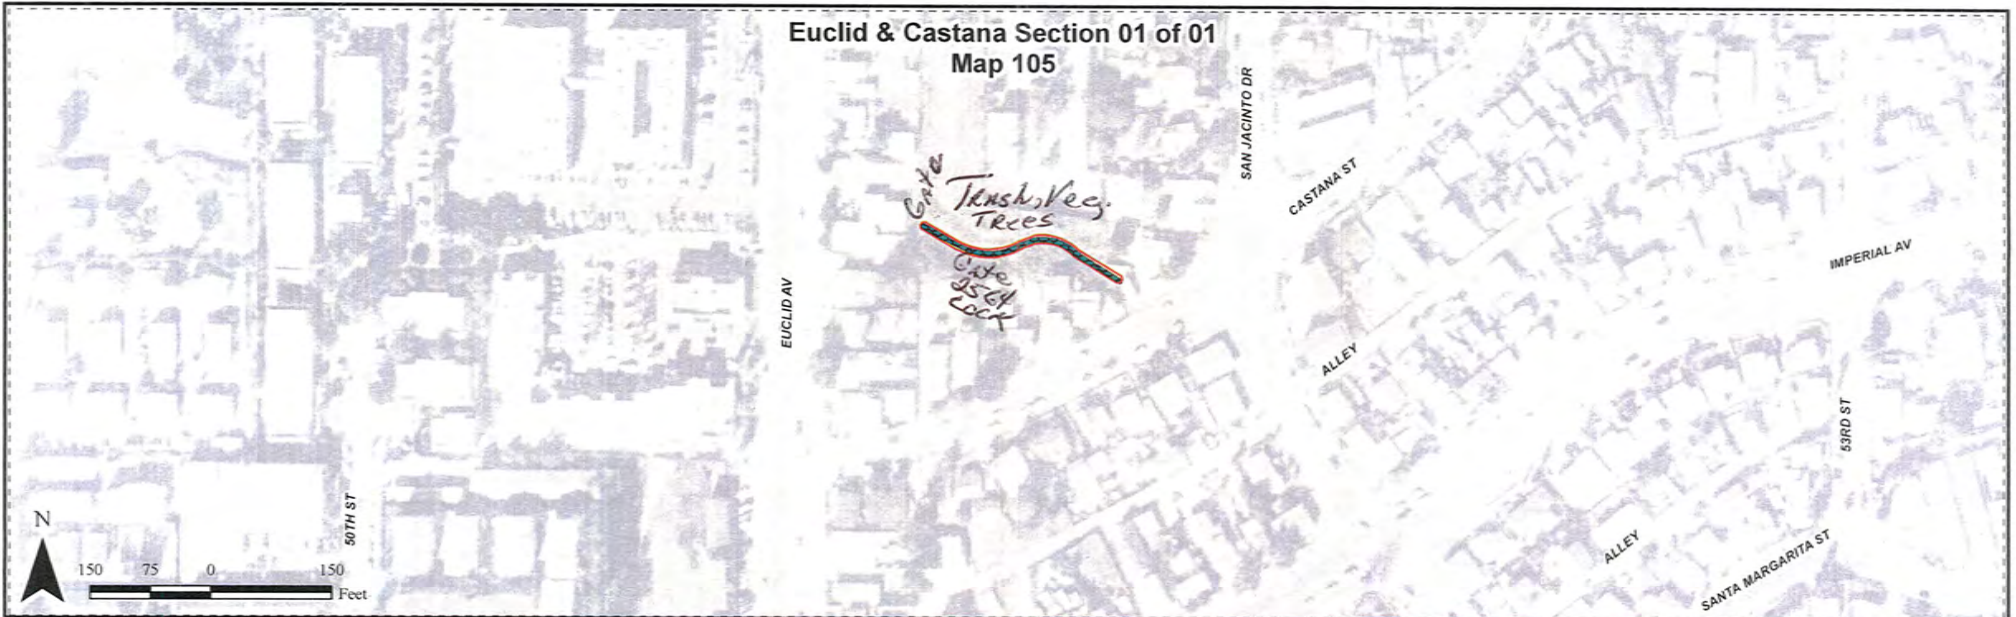 Euclid & Castana Section 01 of 01
Map 105
SAN JACINTO DR
CASTANA ST
Gate
Trash, Veg.
Trees
IMPERIAL AV
EUCLID AV
Gate
2564
Lock
ALLEY
53RD ST
50TH ST
ALLEY
SANTA MARGARITA ST
N
150 75 0 150
Feet